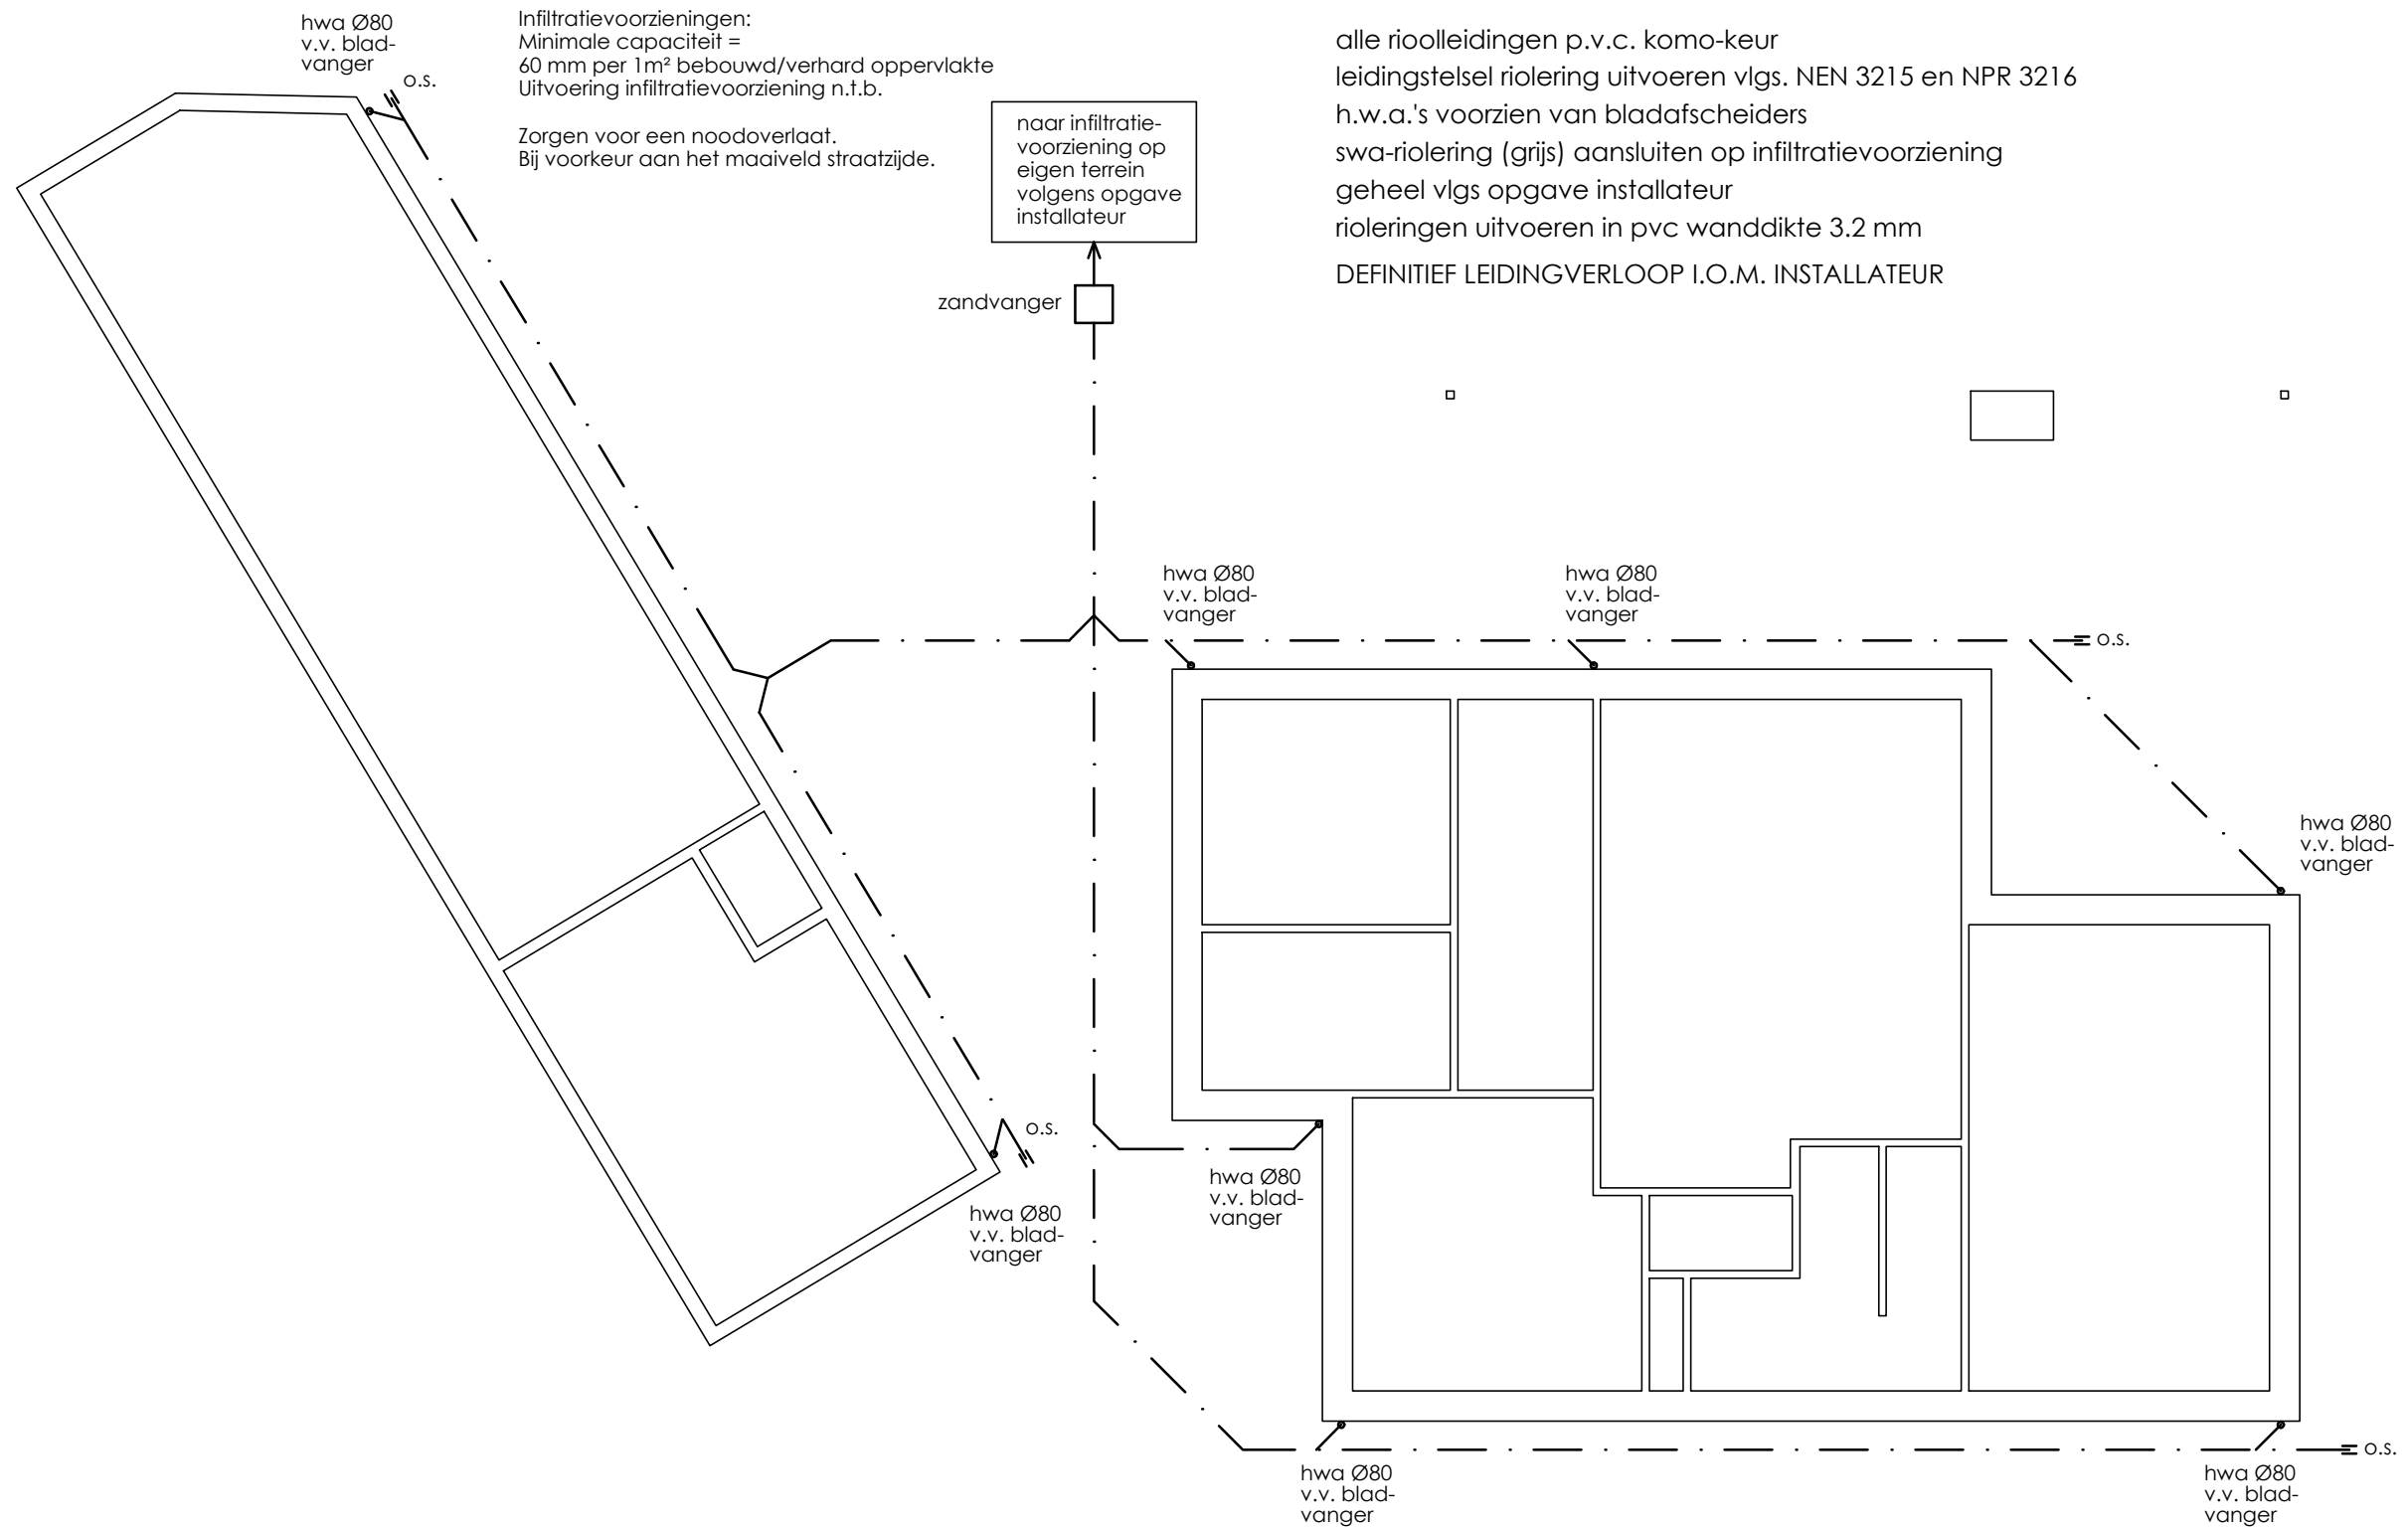 hwa Ø80
v.v. blad-
vanger
o.s.
Infiltratievoorzieningen:
Minimale capaciteit =
60 mm per 1m² bebouwd/verhard oppervlakte
Uitvoering infiltratievoorziening n.t.b.
Zorgen voor een noodoverlaat.
Bij voorkeur aan het maaiveld straatzijde.
naar infiltratie-
voorziening op
eigen terrein
volgens opgave
installateur
zandvanger
alle rioolleidingen p.v.c. komo-keur
leidingstelsel riolering uitvoeren vlgs. NEN 3215 en NPR 3216
h.w.a.'s voorzien van bladafscheiders
swa-riolering (grijs) aansluiten op infiltratievoorziening
geheel vlgs opgave installateur
rioleringen uitvoeren in pvc wanddikte 3.2 mm
DEFINITIEF LEIDINGVERLOOP I.O.M. INSTALLATEUR
hwa Ø80
v.v. blad-
vanger
hwa Ø80
v.v. blad-
vanger
o.s.
hwa Ø80
v.v. blad-
vanger
o.s.
hwa Ø80
v.v. blad-
vanger
hwa Ø80
v.v. blad-
vanger
o.s.
hwa Ø80
v.v. blad-
vanger
hwa Ø80
v.v. blad-
vanger